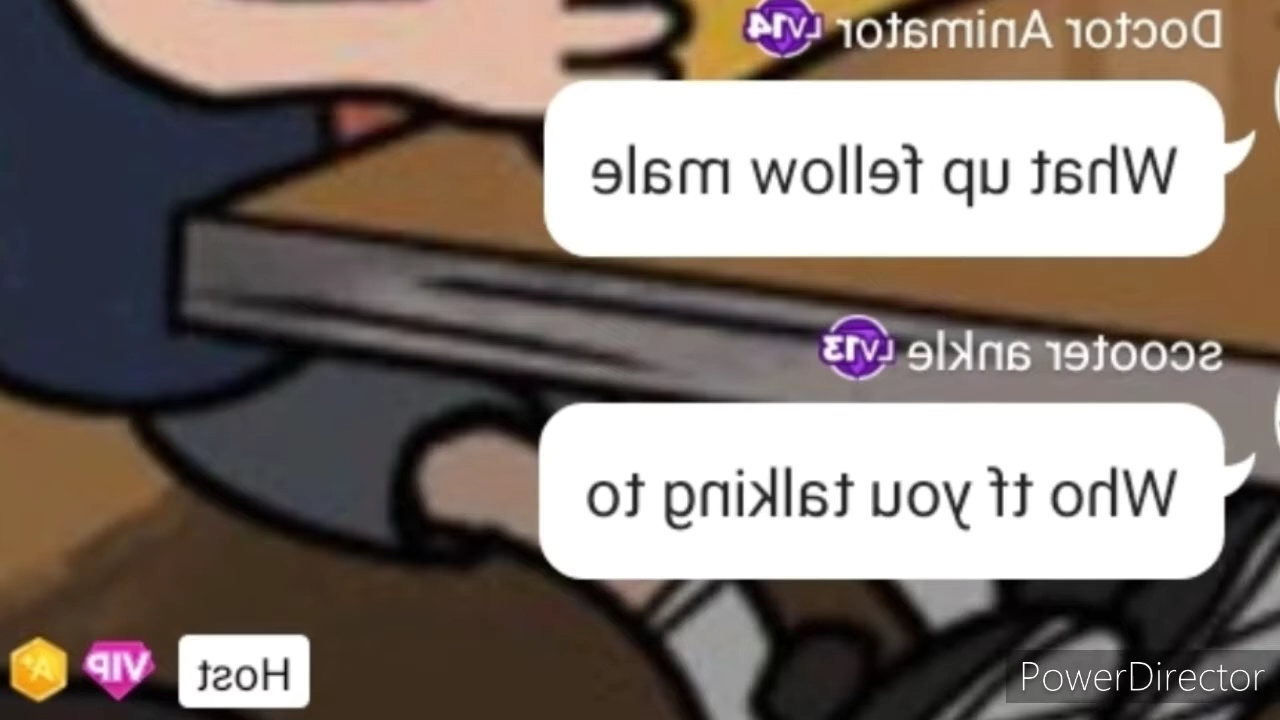 Doctor Animator LV14
What up fellow male
scooter ankle LV13
Who tf you talking to
Host VIP A+
PowerDirector